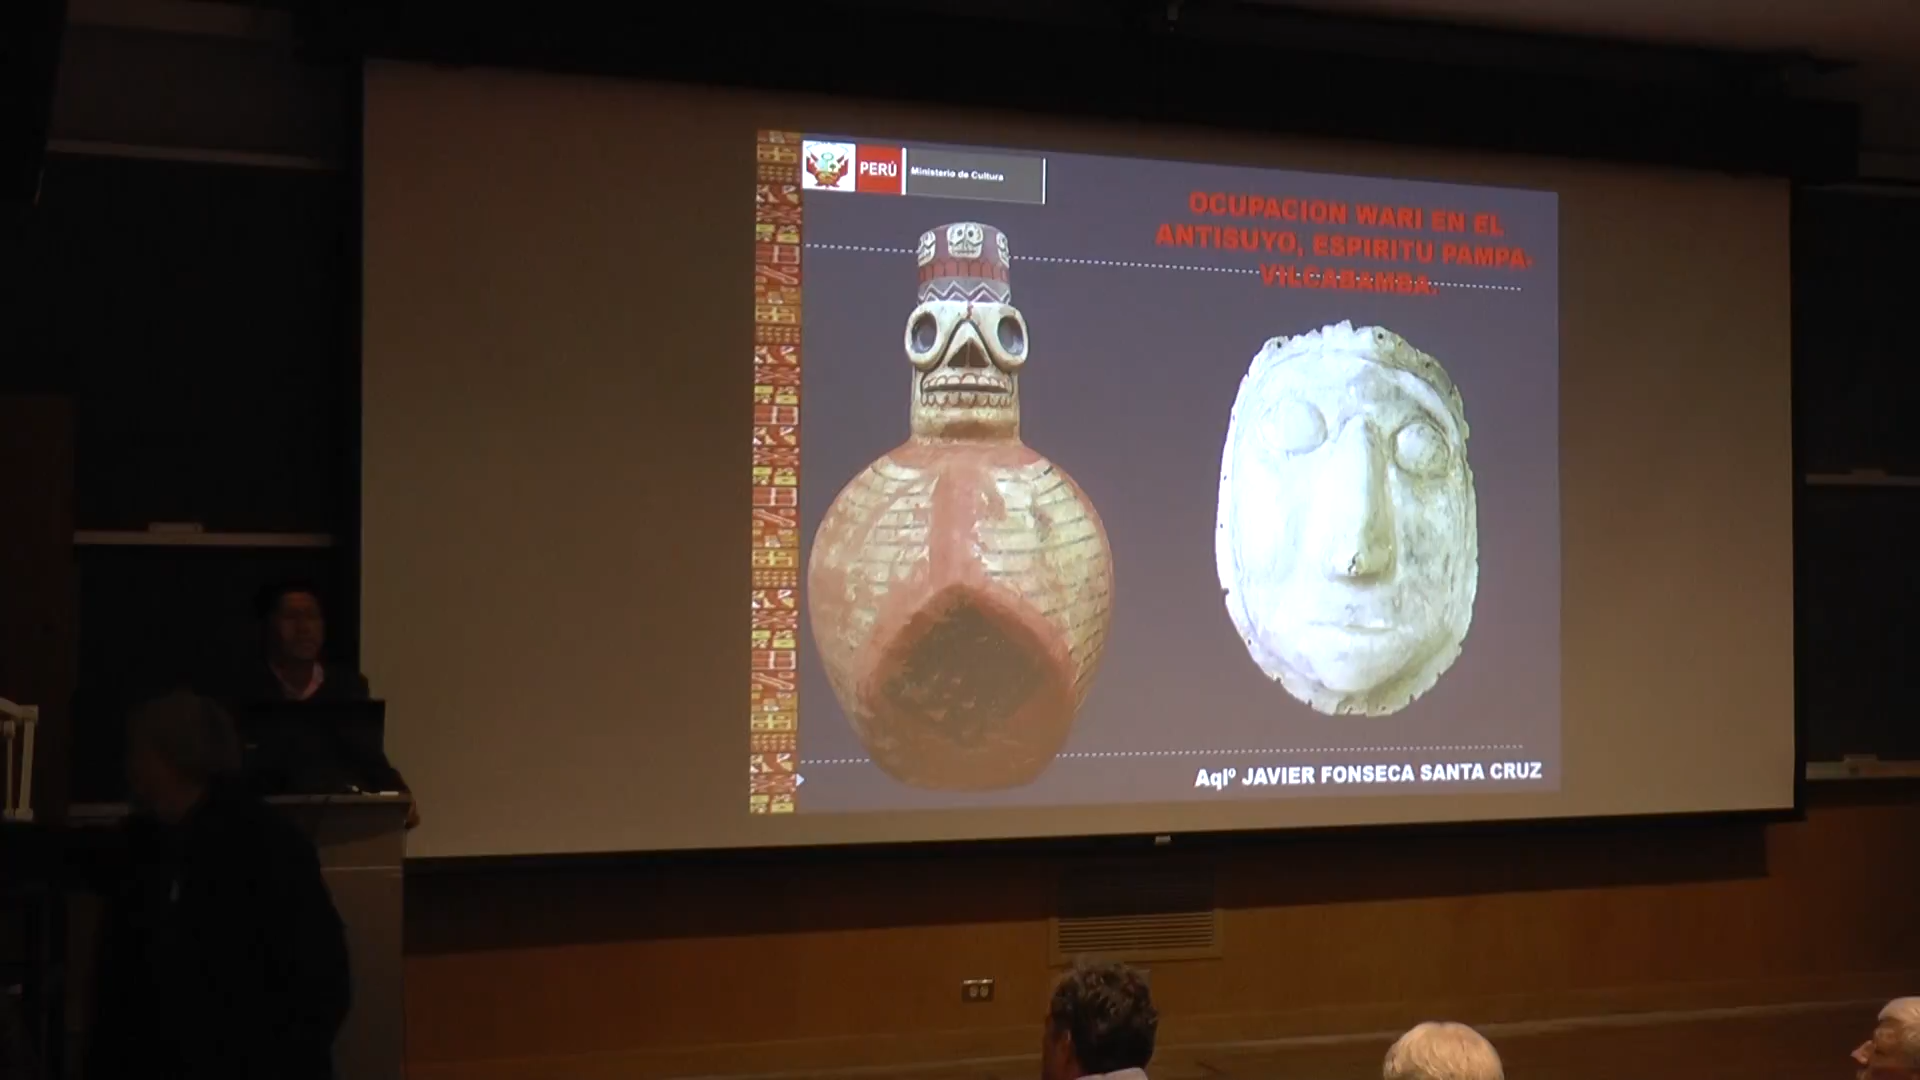 PERÚ
Ministerio de Cultura
OCUPACION WARI EN EL
ANTISUYO, ESPIRITU PAMPA-
VILCABAMBA.
Aqlº JAVIER FONSECA SANTA CRUZ